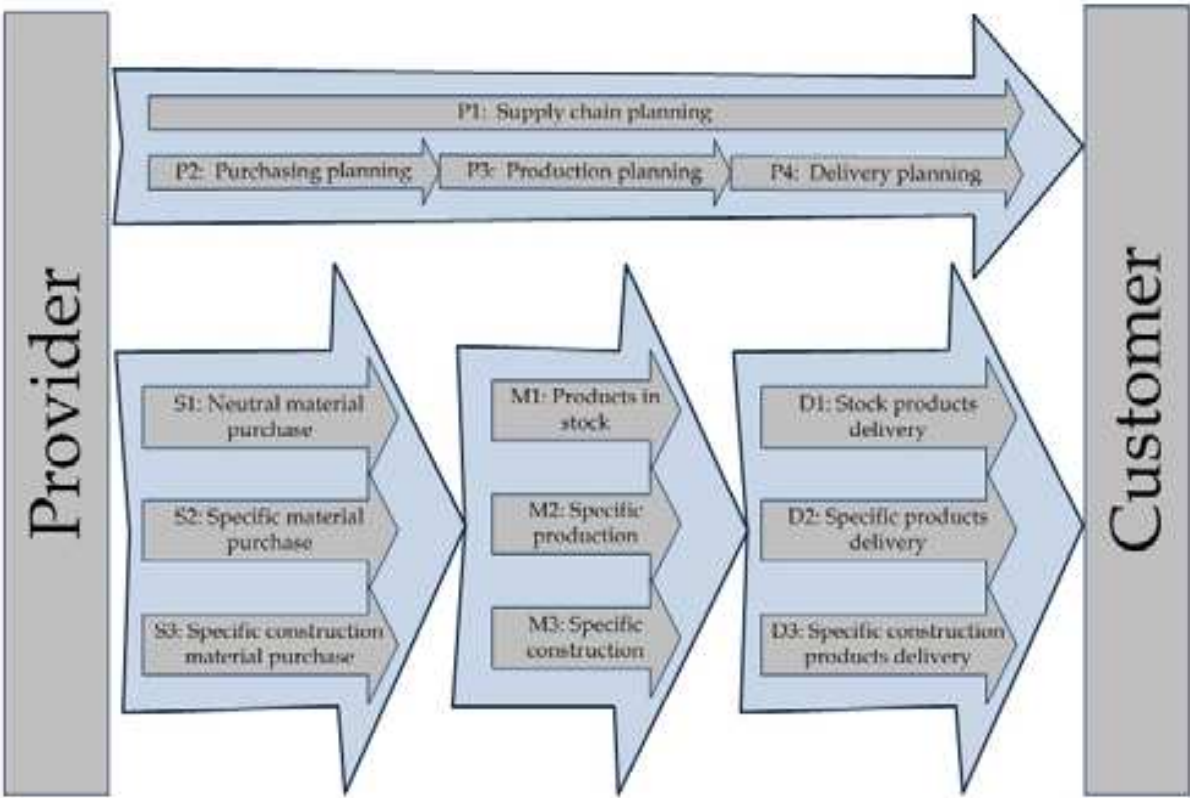 Provider
P1: Supply chain planning
P2: Purchasing planning
P3: Production planning
P4: Delivery planning
S1: Neutral material
purchase
S2: Specific material
purchase
S3: Specific construction
material purchase
M1: Products in
stock
M2: Specific
production
M3: Specific
construction
D1: Stock products
delivery
D2: Specific products
delivery
D3: Specific construction
products delivery
Customer